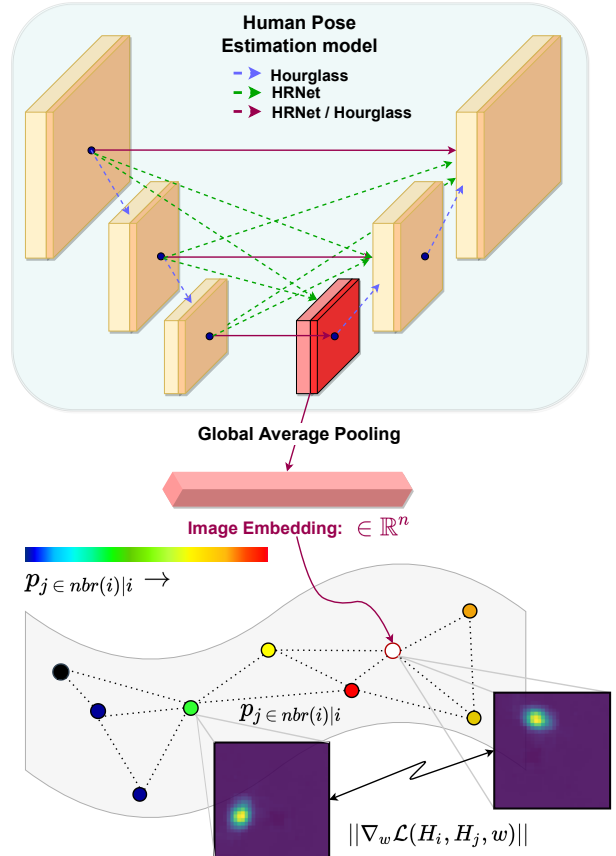 Human Pose
Estimation model
Hourglass
HRNet
HRNet / Hourglass
Global Average Pooling
Image Embedding: ∈ ℝⁿ
p_{j ∈ nbr(i)|i} →
p_{j ∈ nbr(i)|i}
||∇_w ℒ(H_i, H_j, w)||